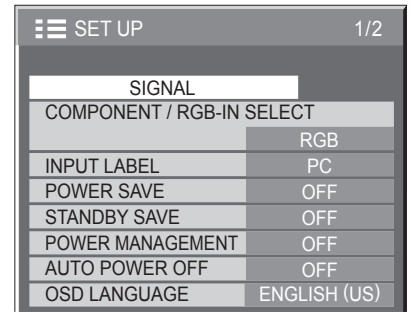 SET UP 1/2
SIGNAL
COMPONENT / RGB-IN SELECT
RGB
INPUT LABEL PC
POWER SAVE OFF
STANDBY SAVE OFF
POWER MANAGEMENT OFF
AUTO POWER OFF OFF
OSD LANGUAGE ENGLISH (US)